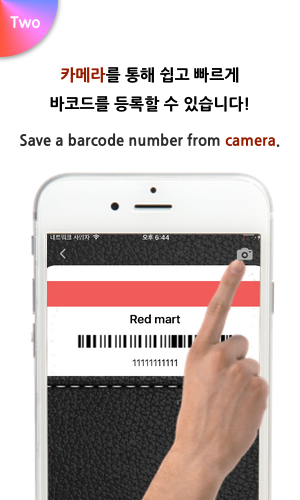 Two
카메라를 통해 쉽고 빠르게
바코드를 등록할 수 있습니다!
Save a barcode number from camera.
네트워크 사업자 오후 6:44
Red mart
11111111111